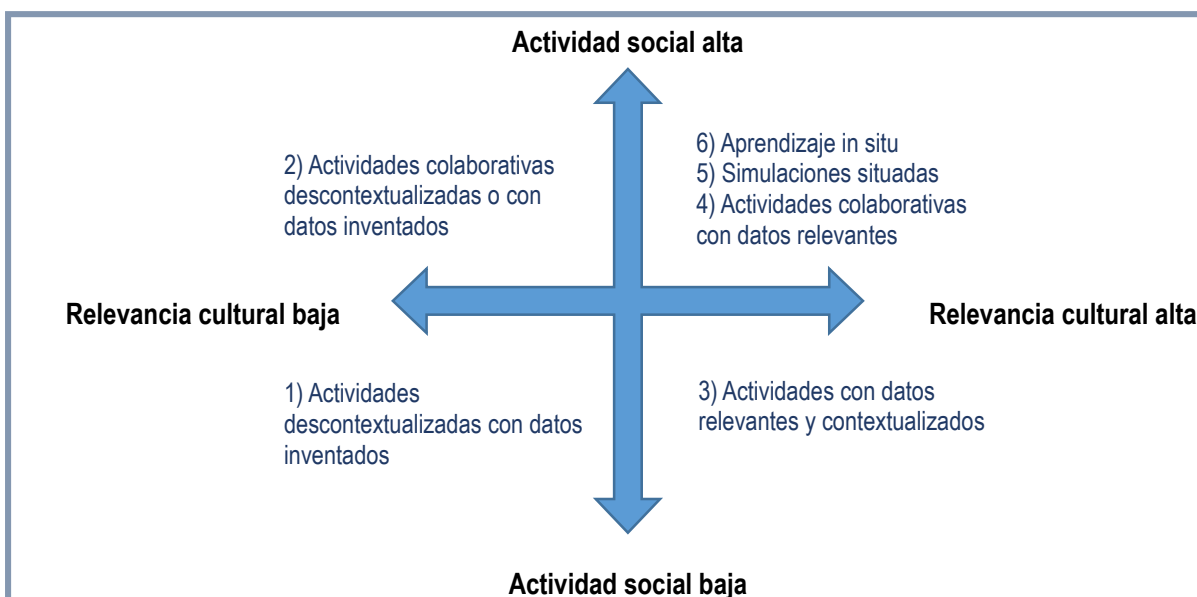 Actividad social alta
2) Actividades colaborativas
descontextualizadas o con
datos inventados
6) Aprendizaje in situ
5) Simulaciones situadas
4) Actividades colaborativas
con datos relevantes
Relevancia cultural baja
Relevancia cultural alta
1) Actividades
descontextualizadas con datos
inventados
3) Actividades con datos
relevantes y contextualizados
Actividad social baja